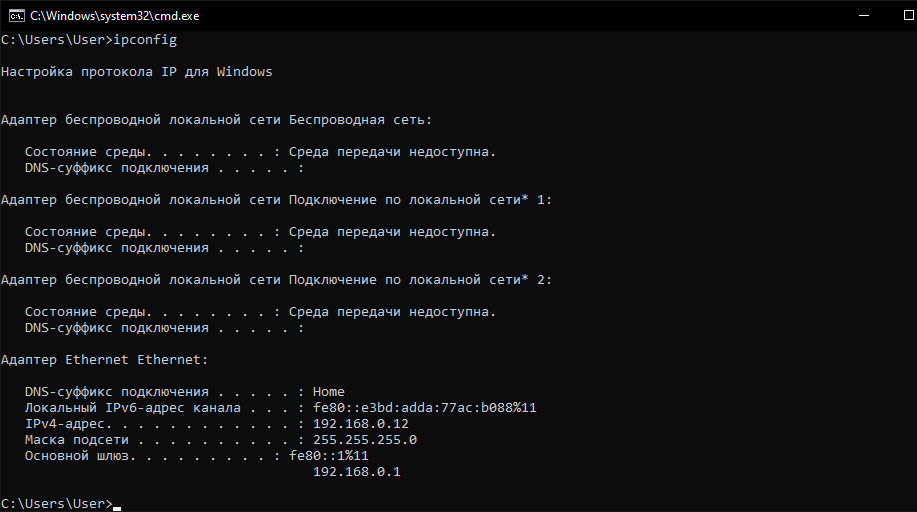 C:\Windows\system32\cmd.exe
C:\Users\User>ipconfig
Настройка протокола IP для Windows
Адаптер беспроводной локальной сети Беспроводная сеть:
Состояние среды. . . . . . . . : Среда передачи недоступна.
DNS-суффикс подключения . . . . . :
Адаптер беспроводной локальной сети Подключение по локальной сети* 1:
Состояние среды. . . . . . . . : Среда передачи недоступна.
DNS-суффикс подключения . . . . . :
Адаптер беспроводной локальной сети Подключение по локальной сети* 2:
Состояние среды. . . . . . . . : Среда передачи недоступна.
DNS-суффикс подключения . . . . . :
Адаптер Ethernet Ethernet:
DNS-суффикс подключения . . . . . : Home
Локальный IPv6-адрес канала . . . : fe80::e3bd:adda:77ac:b088%11
IPv4-адрес. . . . . . . . . . . . : 192.168.0.12
Маска подсети . . . . . . . . . . : 255.255.255.0
Основной шлюз. . . . . . . . . : fe80::1%11
192.168.0.1
C:\Users\User>